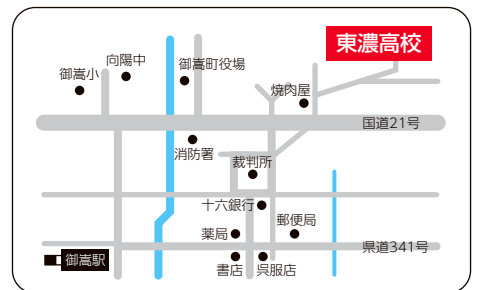 東濃高校
向陽中
御嵩小
御嵩町役場
焼肉屋
国道21号
消防署
裁判所
十六銀行
郵便局
薬局
県道341号
御嵩駅
書店
呉服店